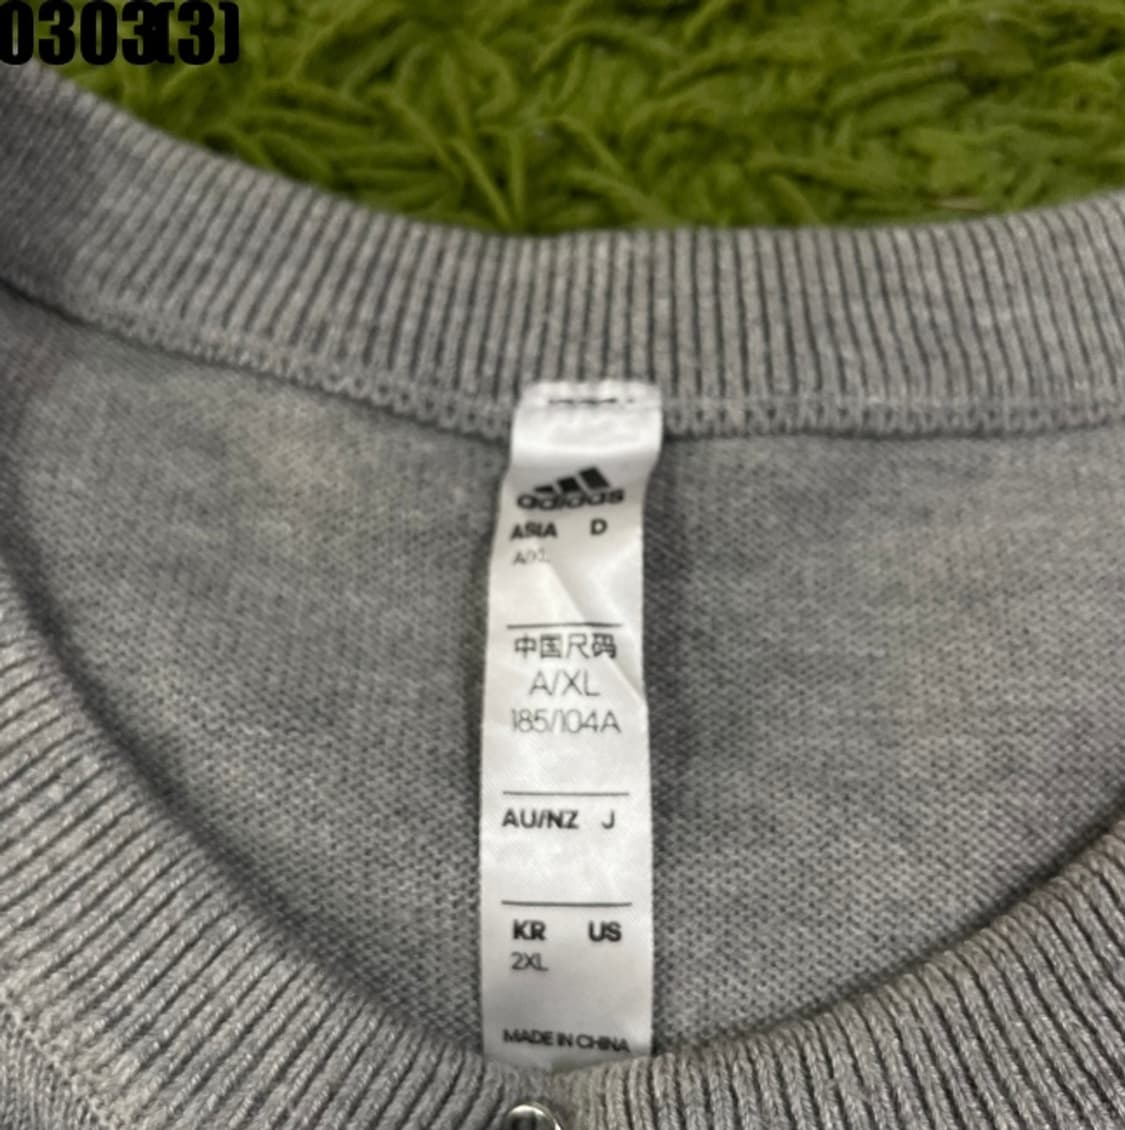 0303(3)
adidas
ASIA D
A/XL
中国尺码
A/XL
185/104A
AU/NZ J
KR US
2XL
MADE IN CHINA